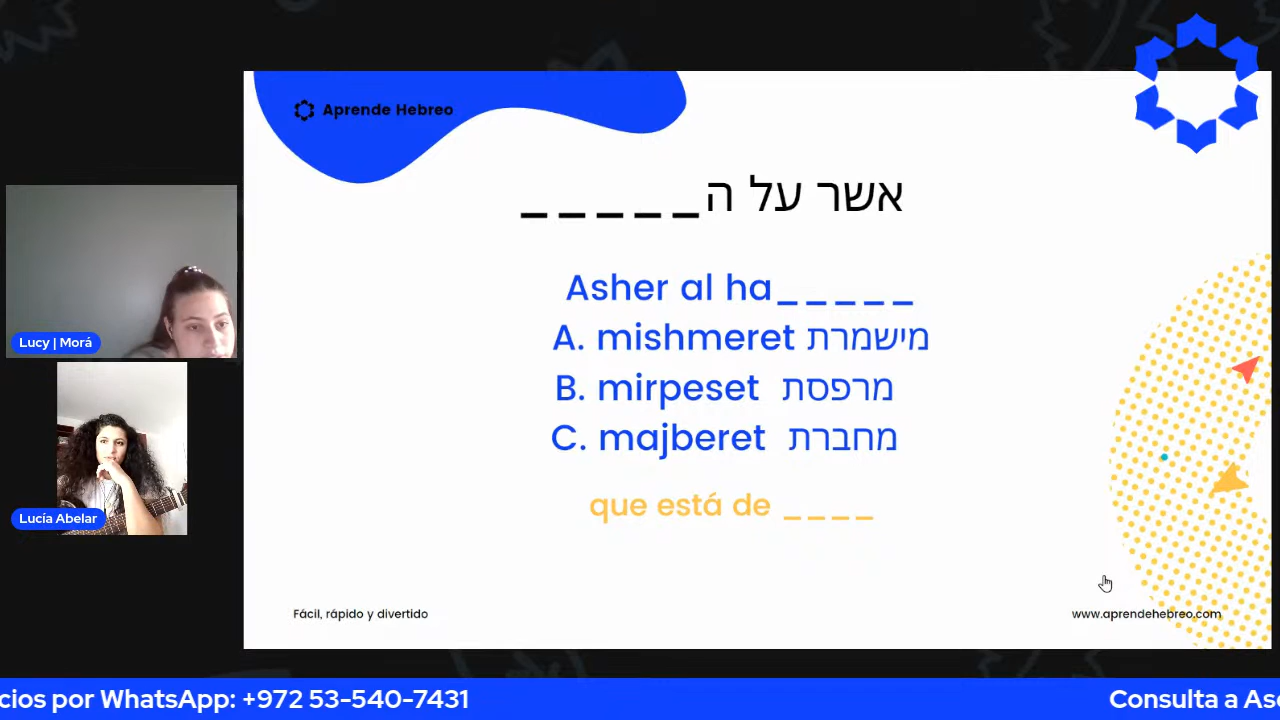 Aprende Hebreo
אשר על ה_____
Asher al ha_____
A. mishmeret מישמרת
B. mirpeset מרפסת
C. majberet מחברת
que está de ____
Lucy | Morá
Lucía Abelar
Fácil, rápido y divertido
www.aprendehebreo.com
cios por WhatsApp: +972 53-540-7431
Consulta a Ase